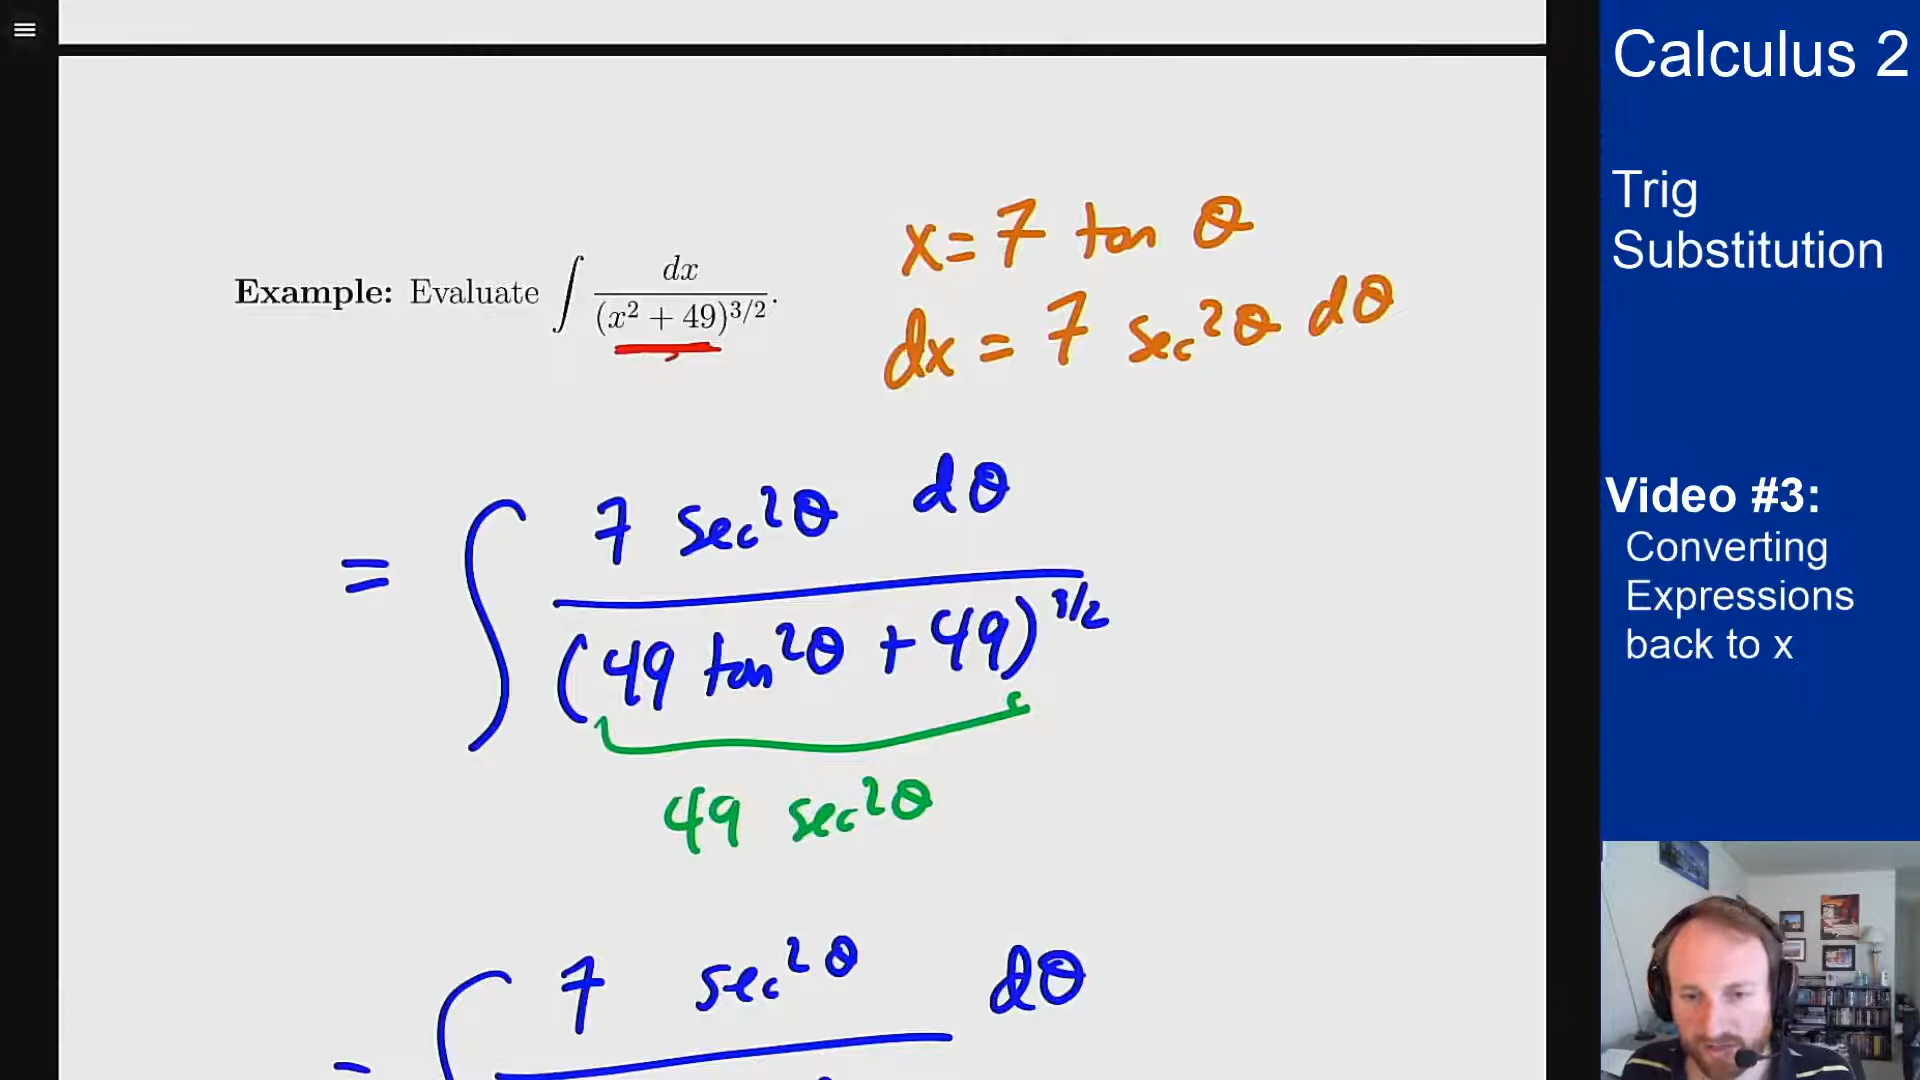 Example: Evaluate ∫ dx / (x² + 49)^{3/2}.
x = 7 tan θ
dx = 7 sec²θ dθ
= ∫ 7 sec²θ dθ / (49 tan²θ + 49)^{3/2}
49 sec²θ
= ∫ 7 sec²θ dθ
Calculus 2
Trig
Substitution
Video #3:
Converting
Expressions
back to x